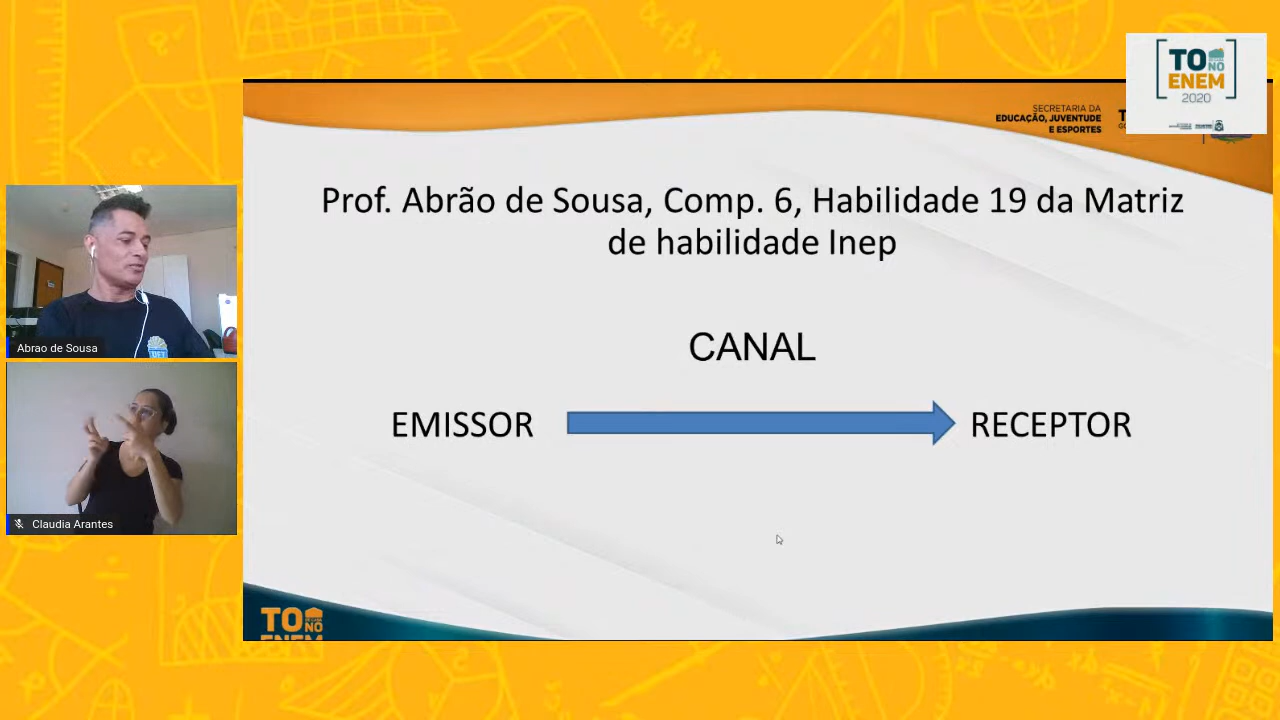 TO
NO
ENEM
2020
SECRETARIA DA
EDUCAÇÃO, JUVENTUDE
E ESPORTES
Prof. Abrão de Sousa, Comp. 6, Habilidade 19 da Matriz
de habilidade Inep
CANAL
EMISSOR
RECEPTOR
Abrao de Sousa
Claudia Arantes
TO
NO
ENEM